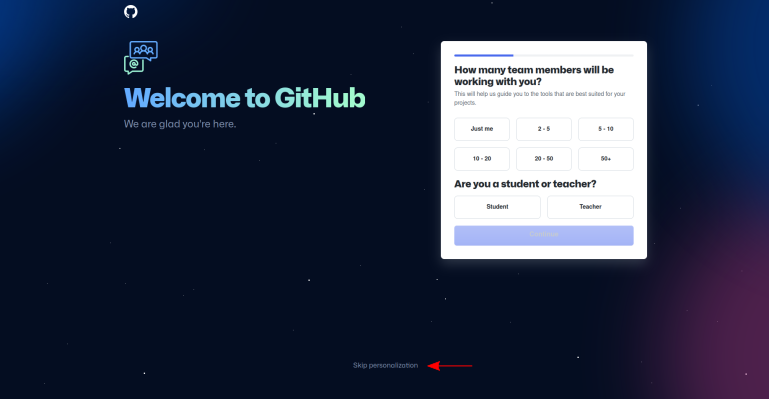 Welcome to GitHub
We are glad you're here.
How many team members will be
working with you?
This will help us guide you to the tools that are best suited for your
projects.
Just me
2 - 5
5 - 10
10 - 20
20 - 50
50+
Are you a student or teacher?
Student
Teacher
Continue
Skip personalization